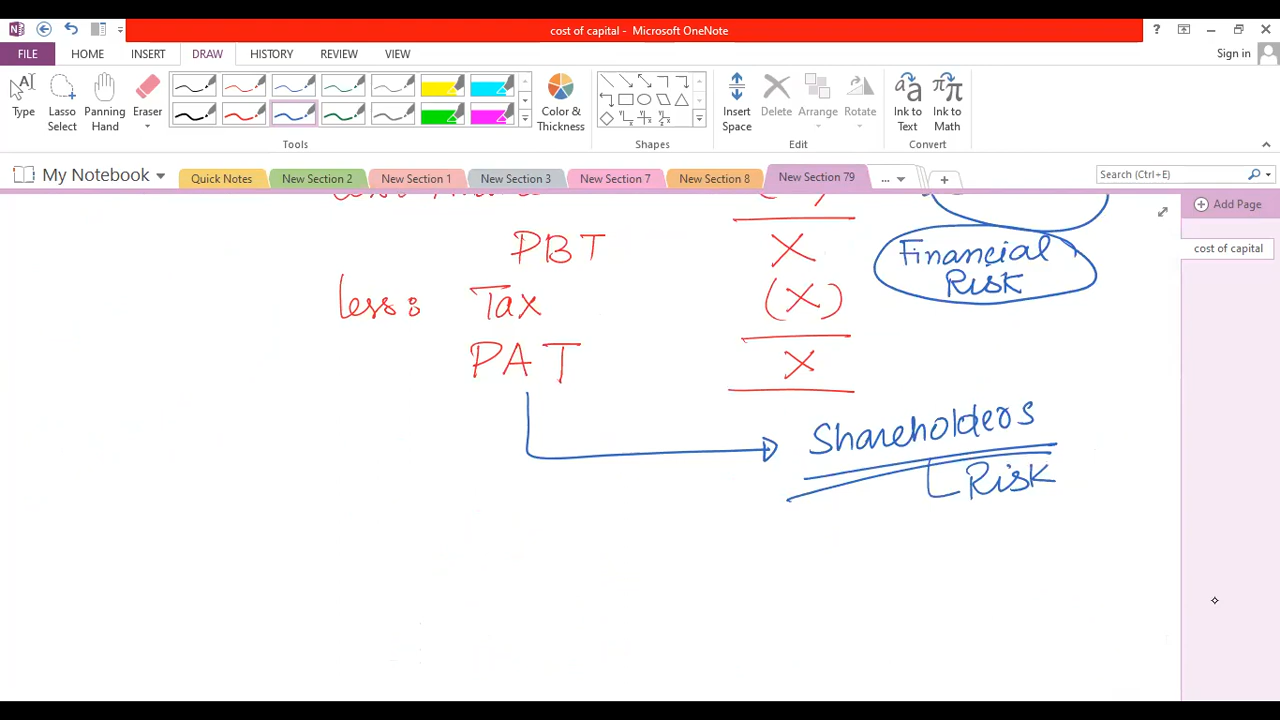 cost of capital - Microsoft OneNote
FILE HOME INSERT DRAW HISTORY REVIEW VIEW
Sign in
Type
Lasso Select
Panning Hand
Eraser
Color & Thickness
Insert Space
Delete
Arrange
Rotate
Ink to Text
Ink to Math
Tools
Shapes
Edit
Convert
My Notebook
Quick Notes
New Section 2
New Section 1
New Section 3
New Section 7
New Section 8
New Section 79
...
Search (Ctrl+E)
Add Page
cost of capital
PBT X
Financial
Risk
less: Tax (X)
PAT X
Shareholders
Risk